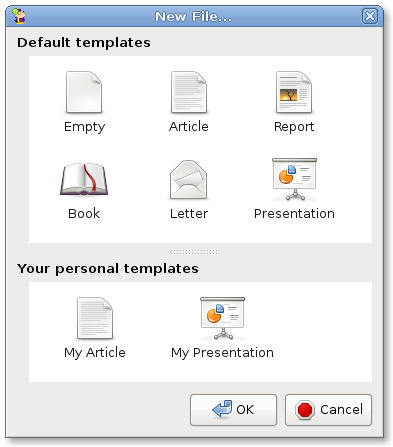 New File...
Default templates
Empty
Article
Report
Book
Letter
Presentation
Your personal templates
My Article
My Presentation
OK
Cancel